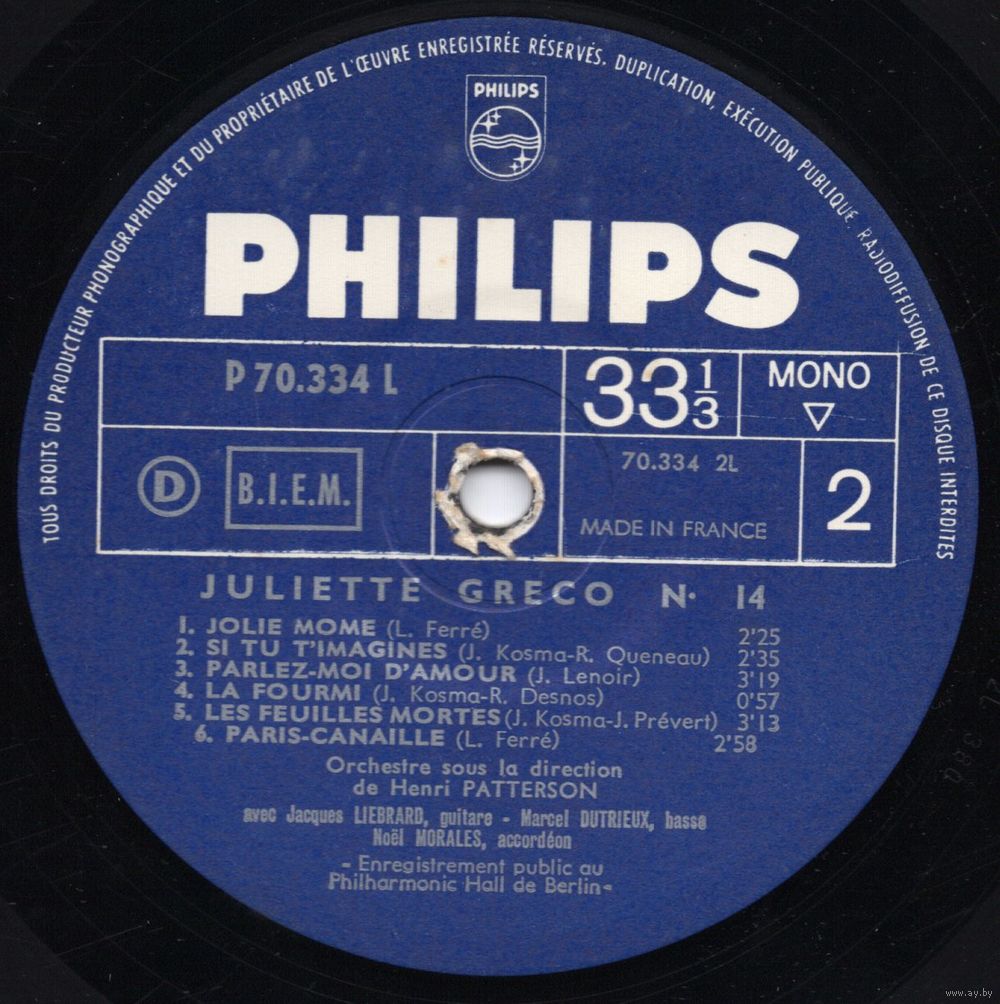 TOUS DROITS DU PRODUCTEUR PHONOGRAPHIQUE ET DU PROPRIÉTAIRE DE L'ŒUVRE ENREGISTRÉE RÉSERVÉS. DUPLICATION, EXÉCUTION PUBLIQUE, RADIODIFFUSION DE CE DISQUE INTERDITES
PHILIPS
PHILIPS
P 70.334 L
33 1/3
MONO
▽
D
B.I.E.M.
70.334 2L
MADE IN FRANCE
2
JULIETTE GRECO N• 14
1. JOLIE MOME (L. Ferré) 2'25
2. SI TU T'IMAGINES (J. Kosma-R. Queneau) 2'35
3. PARLEZ-MOI D'AMOUR (J. Lenoir) 3'19
4. LA FOURMI (J. Kosma-R. Desnos) 0'57
5. LES FEUILLES MORTES (J. Kosma-J. Prévert) 3'13
6. PARIS-CANAILLE (L. Ferré) 2'58
Orchestre sous la direction
de Henri PATTERSON
avec Jacques LIEBRARD, guitare - Marcel DUTRIEUX, basse
Noël MORALES, accordéon
- Enregistrement public au
Philharmonic Hall de Berlin-
www.ay.by